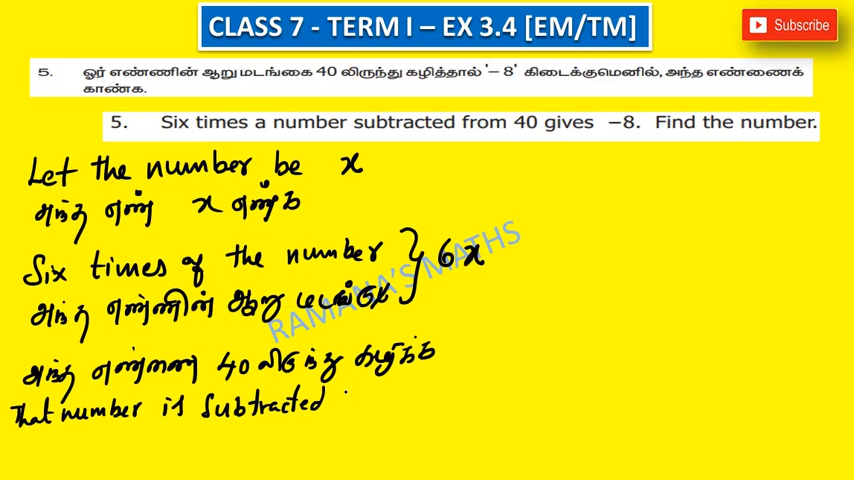 CLASS 7 - TERM I – EX 3.4 [EM/TM]
Subscribe
5. ஓர் எண்ணின் ஆறு மடங்கை 40 லிருந்து கழித்தால் '– 8' கிடைக்குமெனில், அந்த எண்ணைக்
காண்க.
5. Six times a number subtracted from 40 gives −8. Find the number.
Let the number be x
அந்த எண் x என்க
Six times of the number } 6x
அந்த எண்ணின் ஆறு மடங்கு
RAMANA'S MATHS
அந்த எண்ணை 40 லிருந்து கழிக்க
That number is subtracted